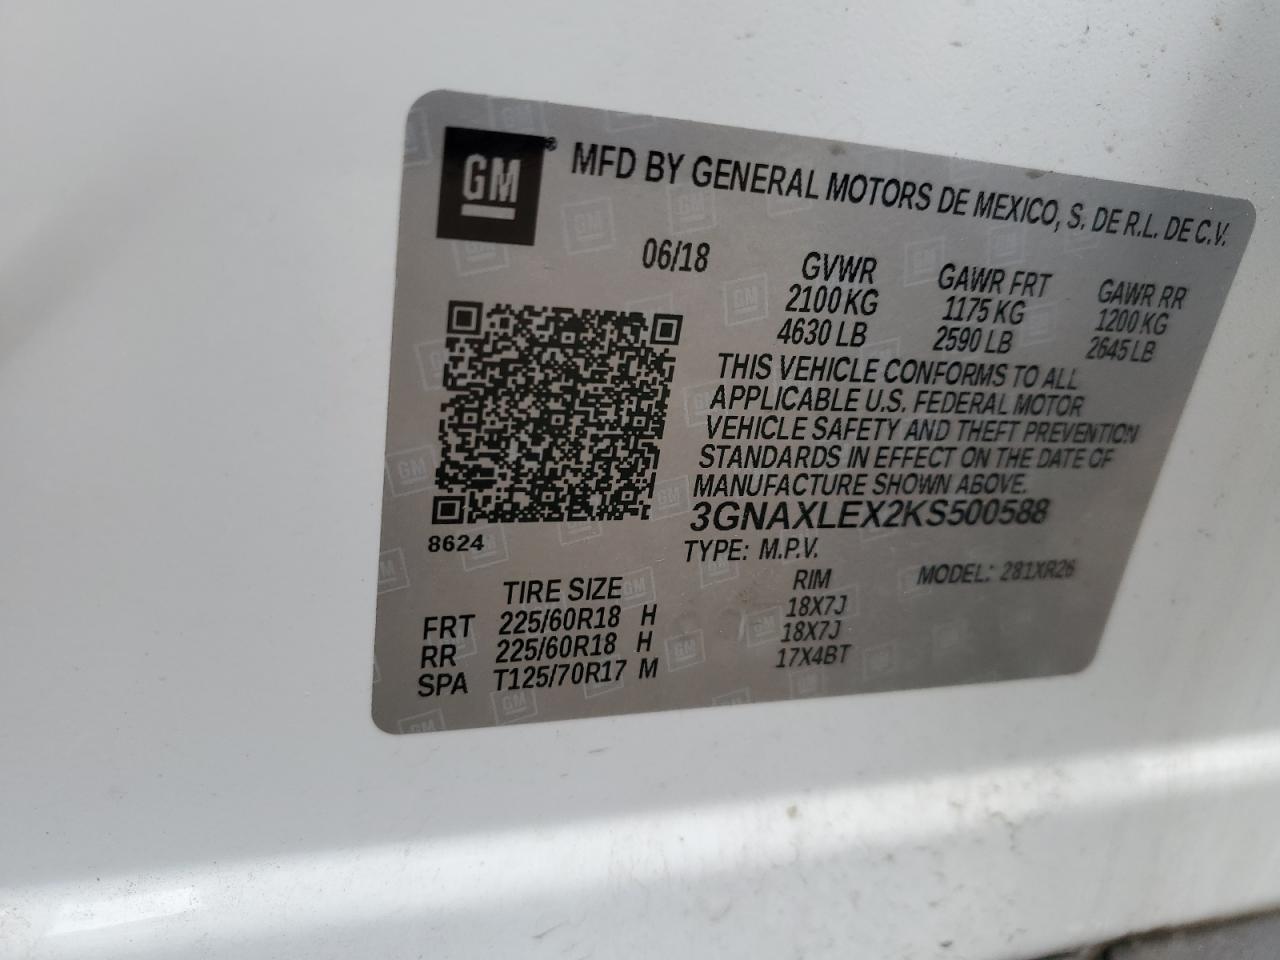 GM® MFD BY GENERAL MOTORS DE MEXICO, S. DE R.L. DE C.V.
06/18 GVWR GAWR FRT GAWR RR
2100 KG 1175 KG 1200 KG
4630 LB 2590 LB 2645 LB
THIS VEHICLE CONFORMS TO ALL
APPLICABLE U.S. FEDERAL MOTOR
VEHICLE SAFETY AND THEFT PREVENTION
STANDARDS IN EFFECT ON THE DATE OF
MANUFACTURE SHOWN ABOVE.
3GNAXLEX2KS500588
8624 TYPE: M.P.V. MODEL: 281XR26
TIRE SIZE RIM
FRT 225/60R18 H 18X7J
RR 225/60R18 H 18X7J
SPA T125/70R17 M 17X4BT